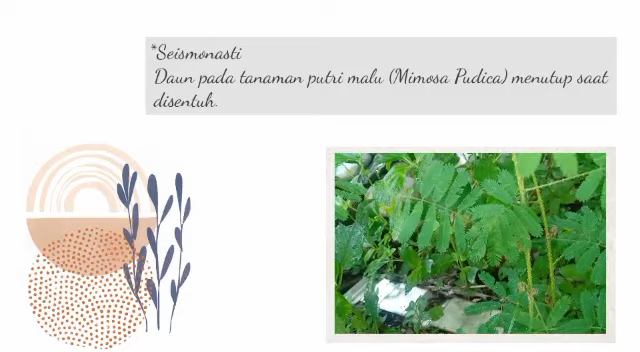 *Seismonasti
Daun pada tanaman putri malu (Mimosa Pudica) menutup saat
disentuh.